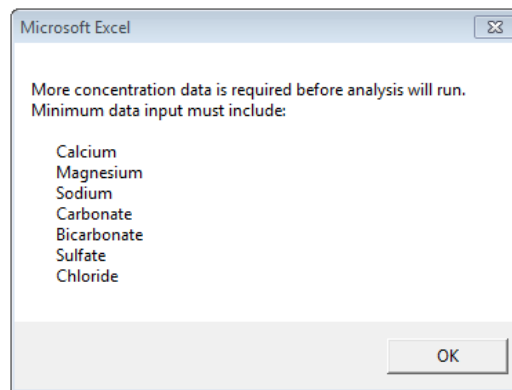 Microsoft Excel
More concentration data is required before analysis will run.
Minimum data input must include:
Calcium
Magnesium
Sodium
Carbonate
Bicarbonate
Sulfate
Chloride
OK